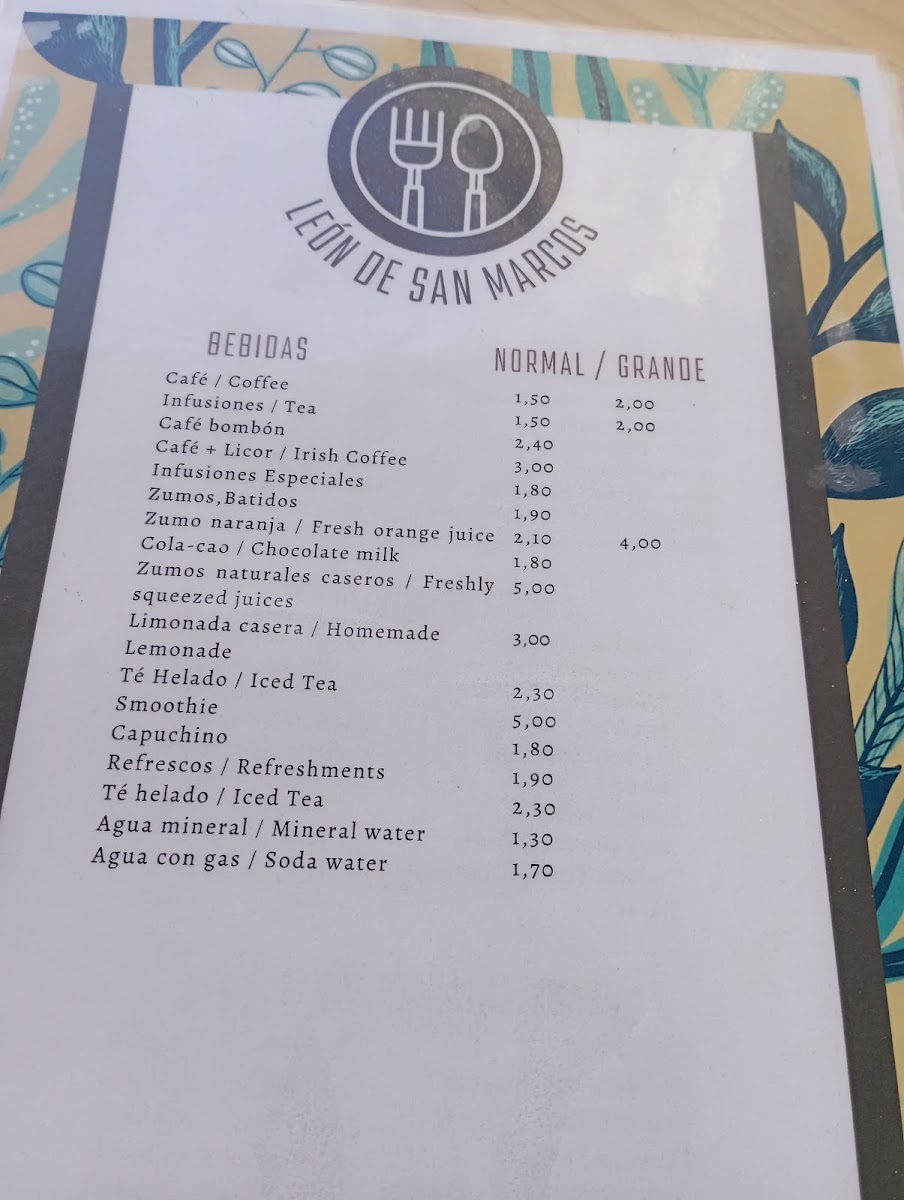 LEÓN DE SAN MARCOS
BEBIDAS NORMAL / GRANDE
Café / Coffee 1,50 2,00
Infusiones / Tea 1,50 2,00
Café bombón 2,40
Café + Licor / Irish Coffee 3,00
Infusiones Especiales 1,80
Zumos,Batidos 1,90
Zumo naranja / Fresh orange juice 2,10 4,00
Cola-cao / Chocolate milk 1,80
Zumos naturales caseros / Freshly 5,00
squeezed juices
Limonada casera / Homemade 3,00
Lemonade
Té Helado / Iced Tea 2,30
Smoothie 5,00
Capuchino 1,80
Refrescos / Refreshments 1,90
Té helado / Iced Tea 2,30
Agua mineral / Mineral water 1,30
Agua con gas / Soda water 1,70